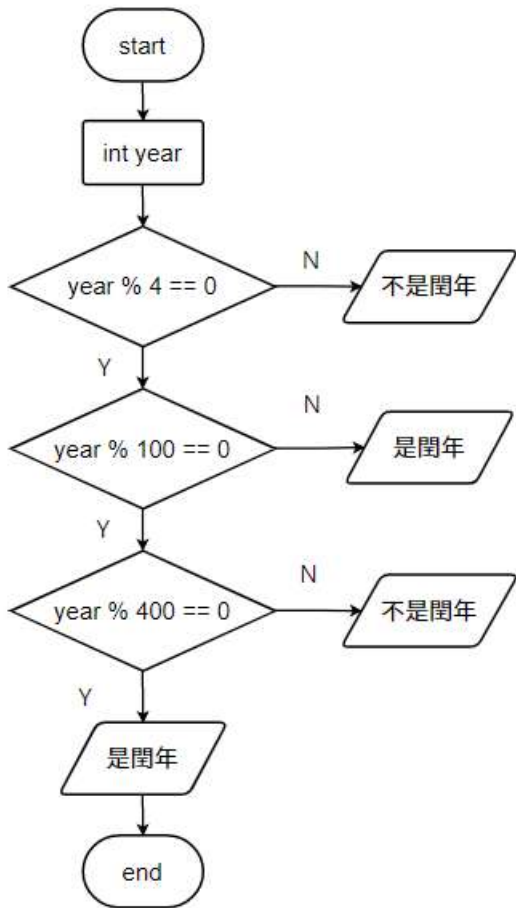 start
int year
year % 4 == 0
N
不是閏年
Y
year % 100 == 0
N
是閏年
Y
year % 400 == 0
N
不是閏年
Y
是閏年
end